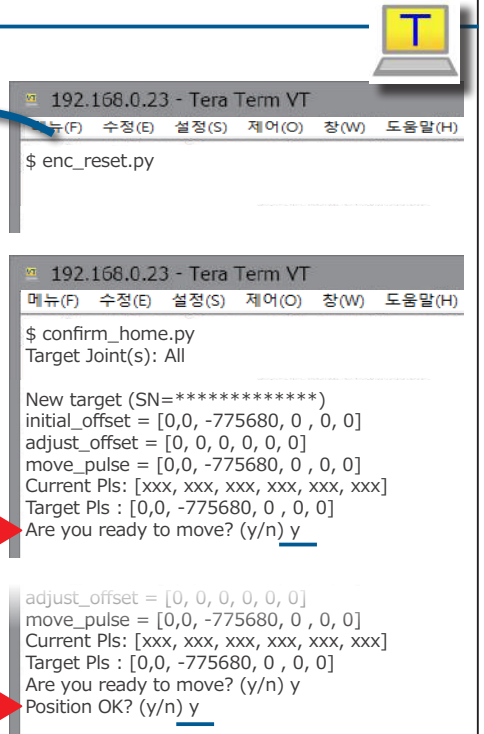 T
192.168.0.23 - Tera Term VT
메뉴(F) 수정(E) 설정(S) 제어(O) 창(W) 도움말(H)
$ enc_reset.py
192.168.0.23 - Tera Term VT
메뉴(F) 수정(E) 설정(S) 제어(O) 창(W) 도움말(H)
$ confirm_home.py
Target Joint(s): All
New target (SN=*************)
initial_offset = [0,0, -775680, 0 , 0, 0]
adjust_offset = [0, 0, 0, 0, 0, 0]
move_pulse = [0,0, -775680, 0 , 0, 0]
Current Pls: [xxx, xxx, xxx, xxx, xxx, xxx]
Target Pls : [0,0, -775680, 0 , 0, 0]
Are you ready to move? (y/n) y
adjust_offset = [0, 0, 0, 0, 0, 0]
move_pulse = [0,0, -775680, 0 , 0, 0]
Current Pls: [xxx, xxx, xxx, xxx, xxx, xxx]
Target Pls : [0,0, -775680, 0 , 0, 0]
Are you ready to move? (y/n) y
Position OK? (y/n) y